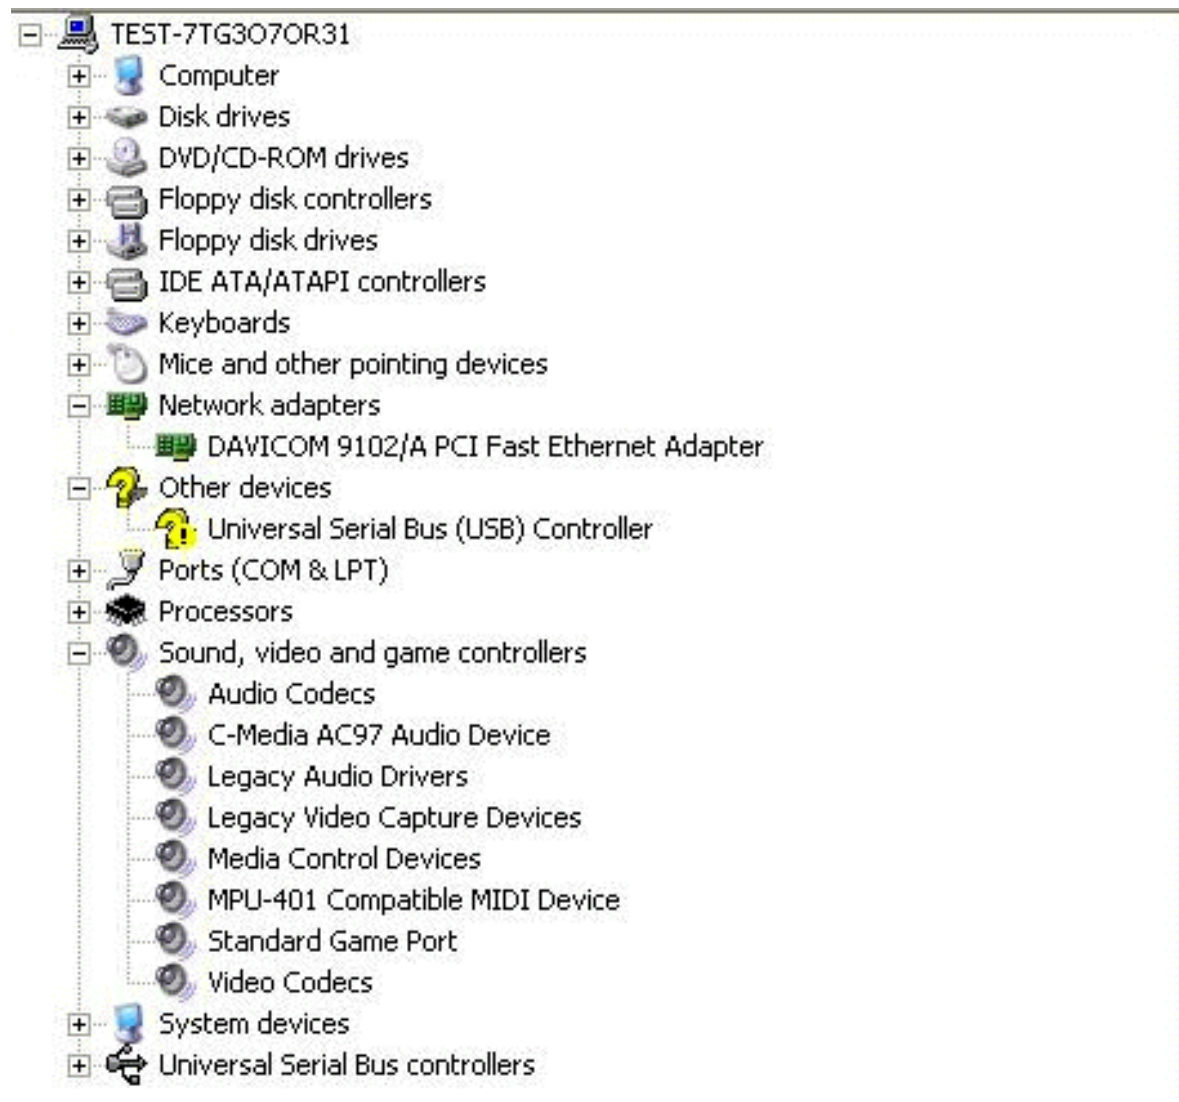 TEST-7TG3O7OR31
Computer
Disk drives
DVD/CD-ROM drives
Floppy disk controllers
Floppy disk drives
IDE ATA/ATAPI controllers
Keyboards
Mice and other pointing devices
Network adapters
DAVICOM 9102/A PCI Fast Ethernet Adapter
Other devices
Universal Serial Bus (USB) Controller
Ports (COM & LPT)
Processors
Sound, video and game controllers
Audio Codecs
C-Media AC97 Audio Device
Legacy Audio Drivers
Legacy Video Capture Devices
Media Control Devices
MPU-401 Compatible MIDI Device
Standard Game Port
Video Codecs
System devices
Universal Serial Bus controllers